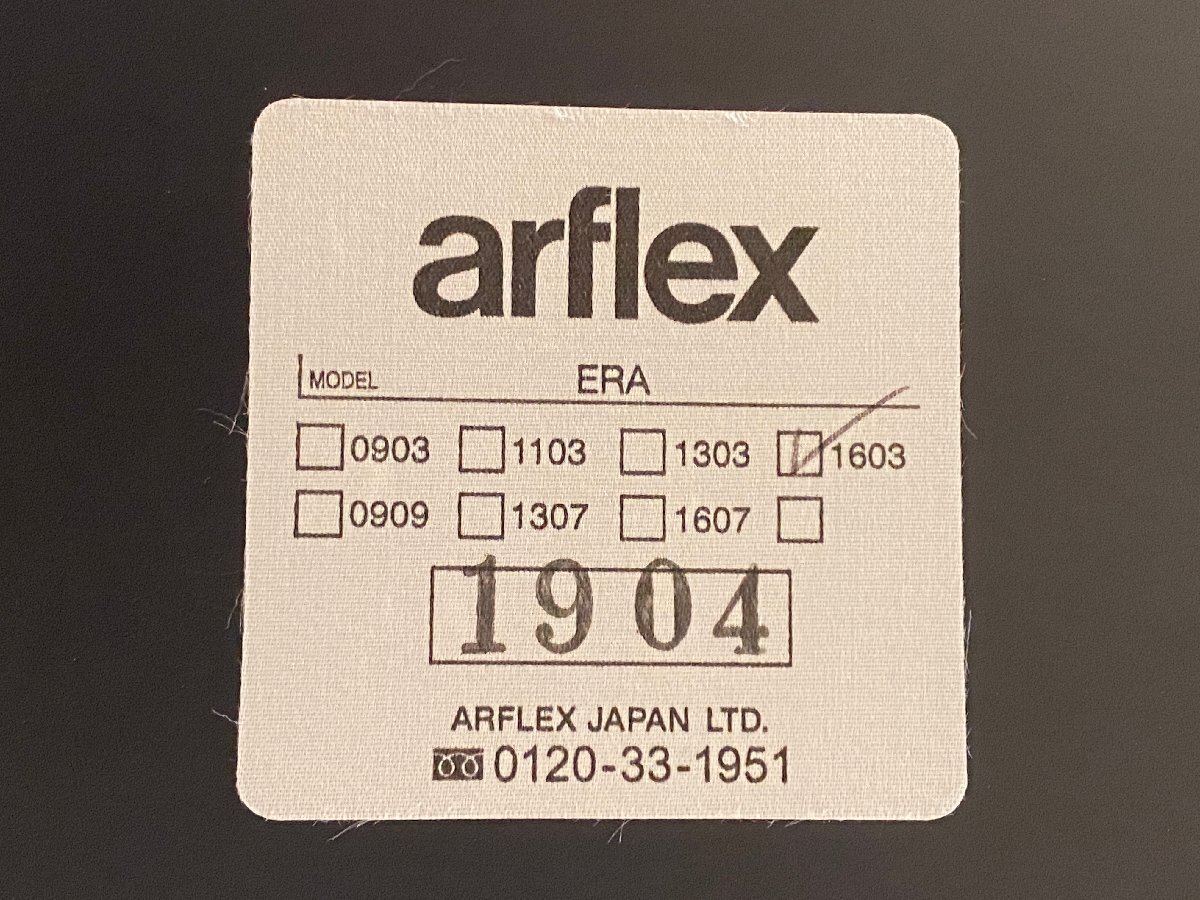 arflex
MODEL ERA
0903 1103 1303 1603
0909 1307 1607
1904
ARFLEX JAPAN LTD.
0120-33-1951